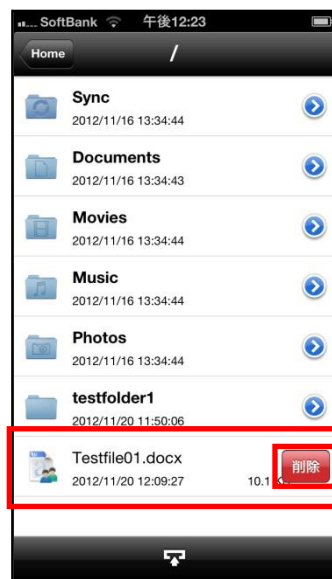 SoftBank 午後12:23
Home /
Sync
2012/11/16 13:34:44
Documents
2012/11/16 13:34:43
Movies
2012/11/16 13:34:44
Music
2012/11/16 13:34:44
Photos
2012/11/16 13:34:44
testfolder1
2012/11/20 11:50:06
Testfile01.docx
2012/11/20 12:09:27 10.1
削除